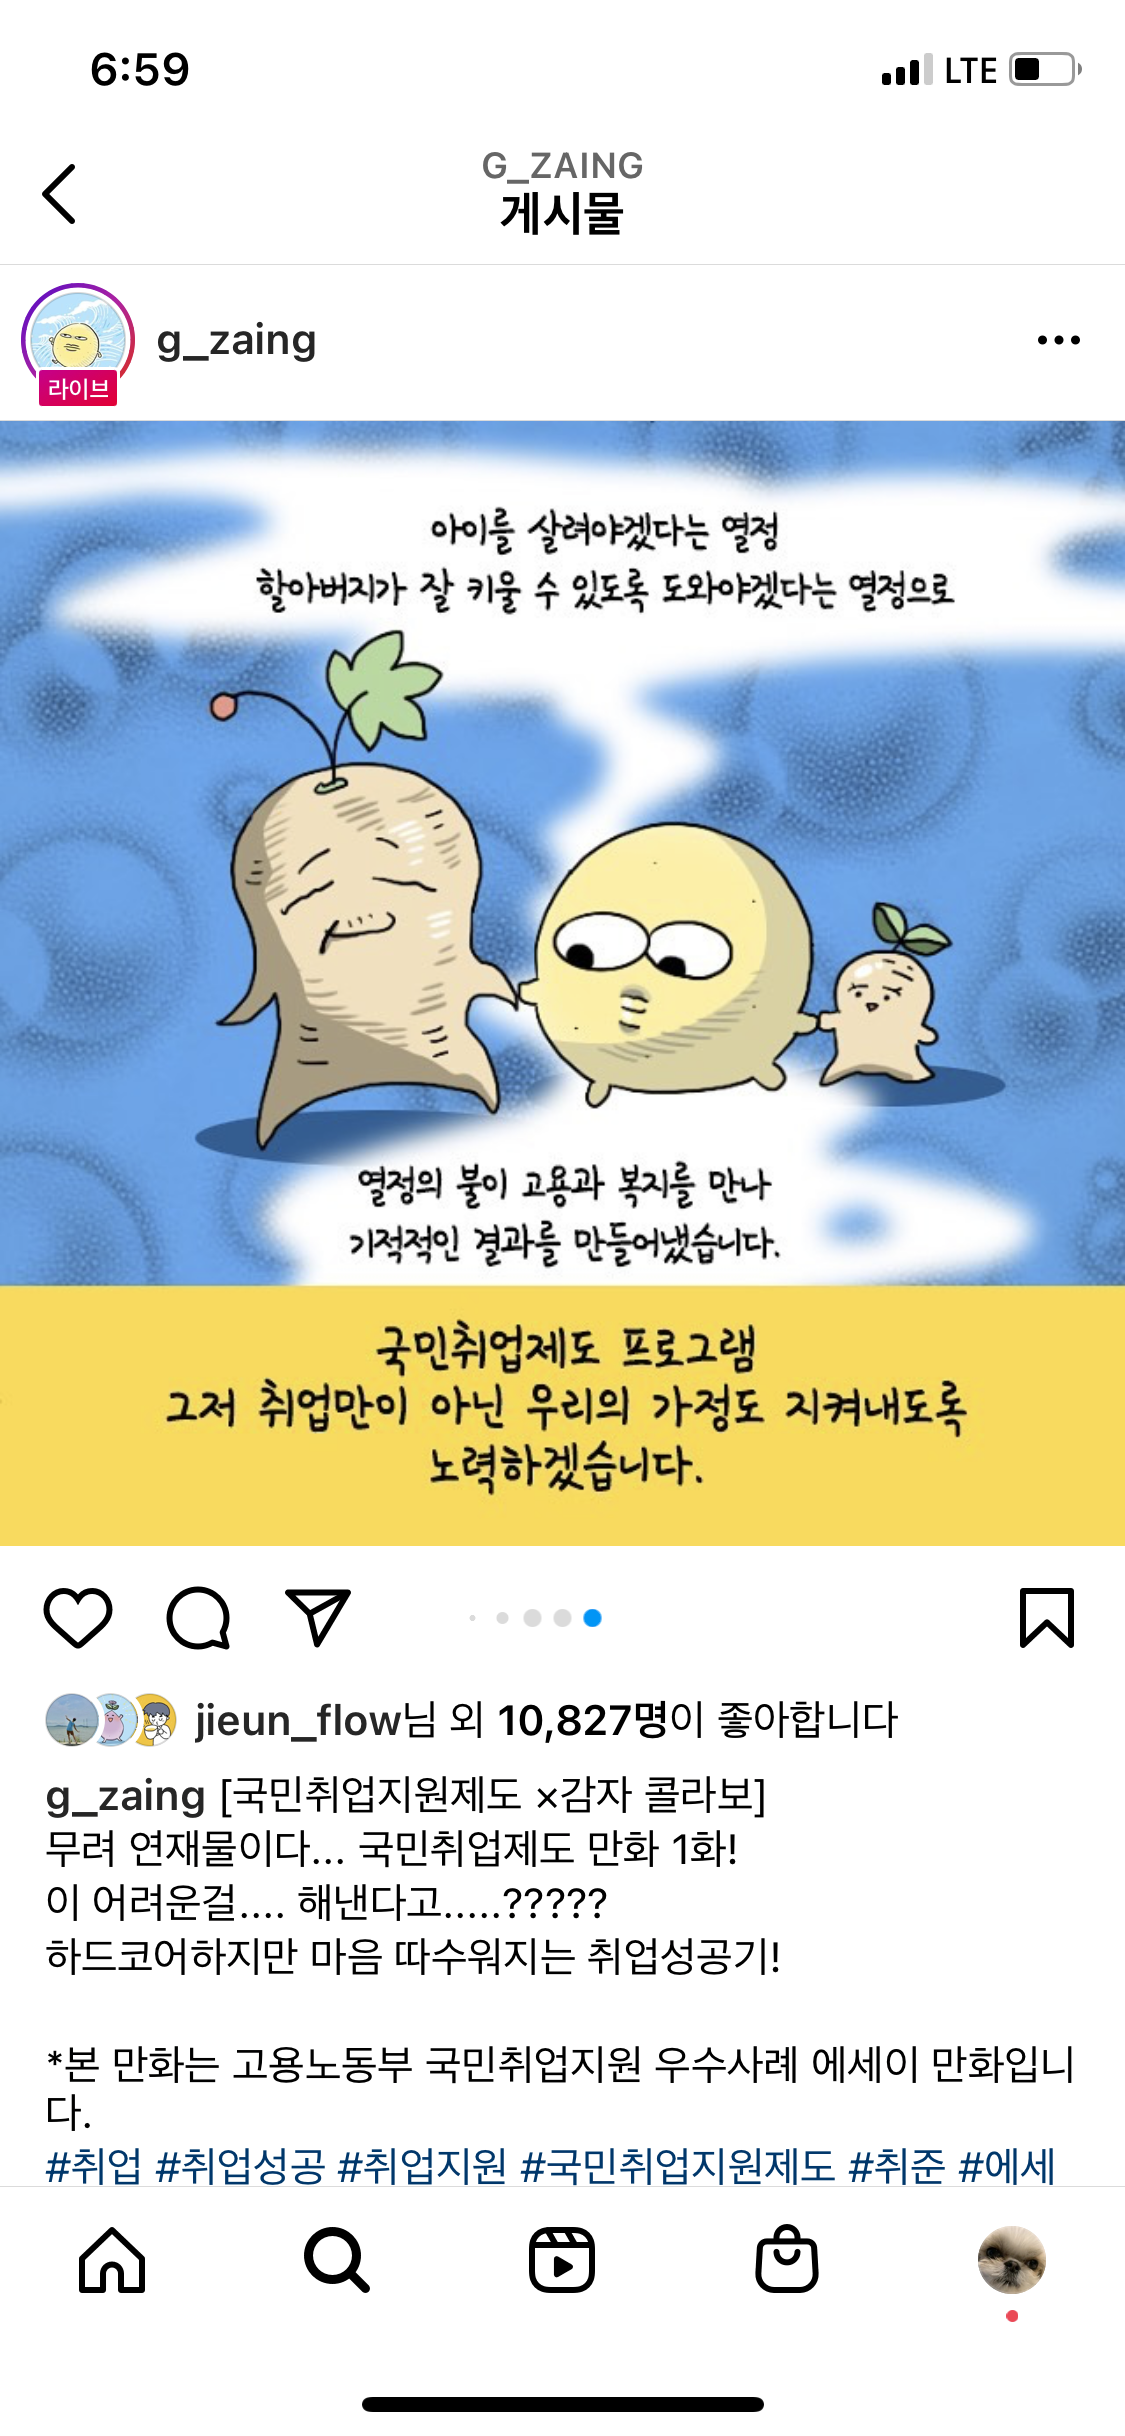 6:59
LTE
G_ZAING
게시물
라이브
g_zaing
아이를 살려야겠다는 열정
할아버지가 잘 키울 수 있도록 도와야겠다는 열정으로
열정의 불이 고용과 복지를 만나
기적적인 결과를 만들어냈습니다.
국민취업제도 프로그램
그저 취업만이 아닌 우리의 가정도 지켜내도록
노력하겠습니다.
jieun_flow님 외 10,827명이 좋아합니다
g_zaing [국민취업지원제도 ×감자 콜라보]
무려 연재물이다... 국민취업제도 만화 1화!
이 어려운걸.... 해낸다고.....?????
하드코어하지만 마음 따수워지는 취업성공기!
*본 만화는 고용노동부 국민취업지원 우수사례 에세이 만화입니
다.
#취업 #취업성공 #취업지원 #국민취업지원제도 #취준 #에세